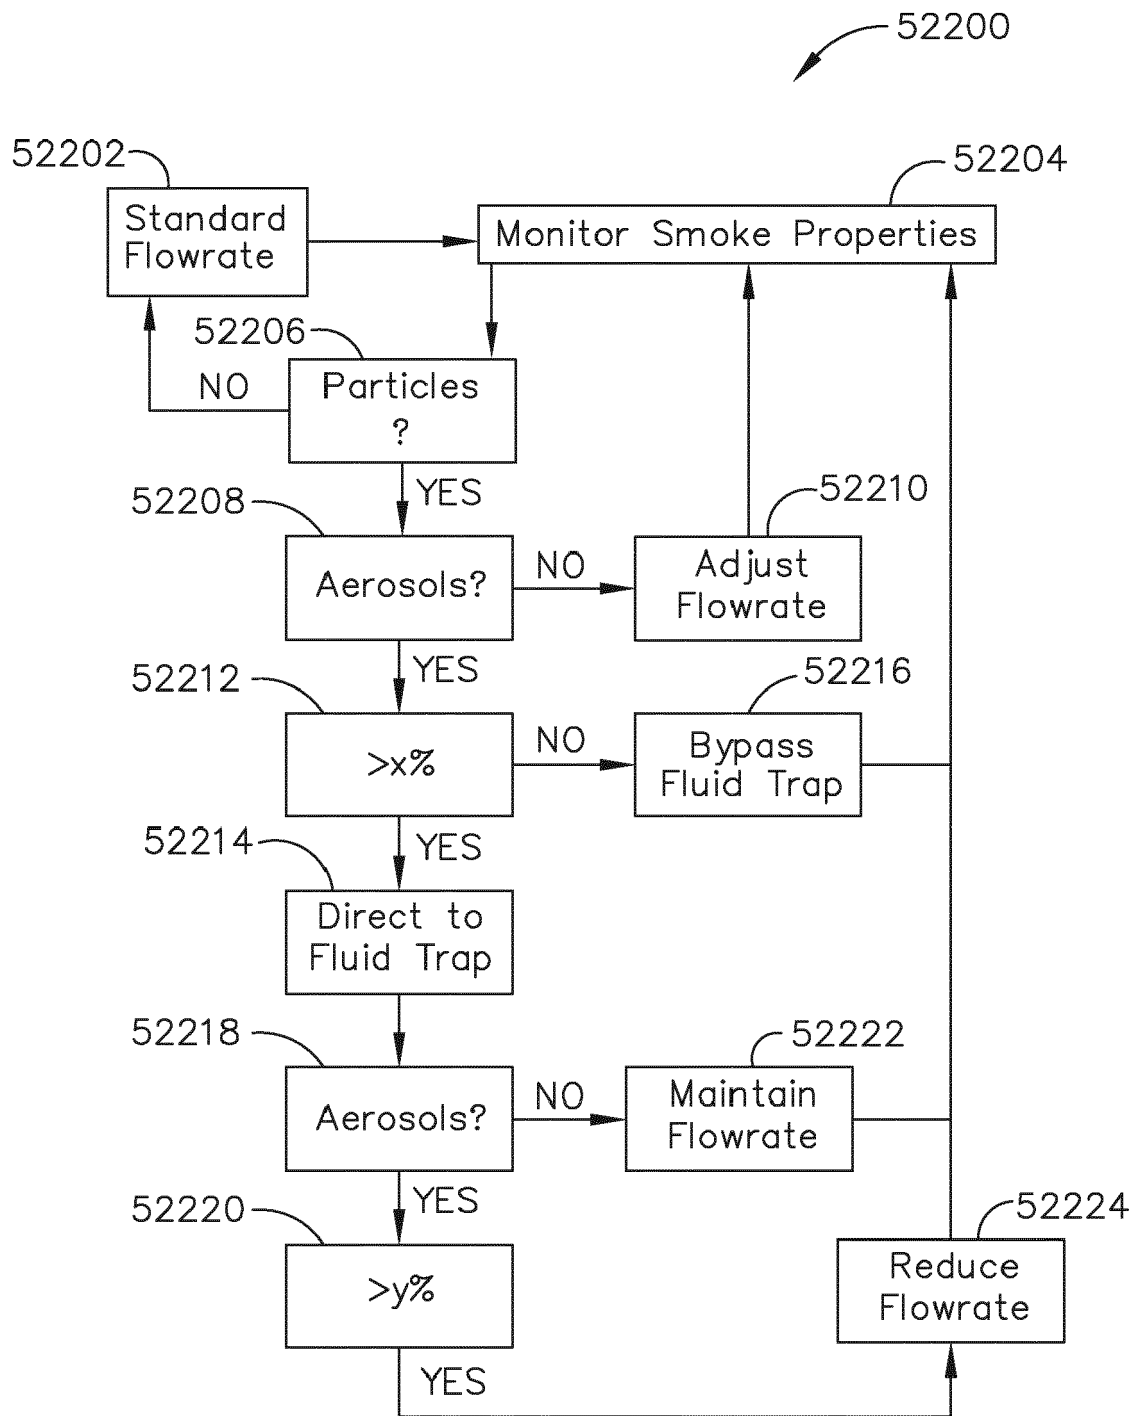 52200
52202
52204
Standard
Flowrate
Monitor Smoke Properties
52206
NO
Particles
?
YES
52208
52210
Aerosols?
NO
Adjust
Flowrate
YES
52212
52216
>x%
NO
Bypass
Fluid Trap
YES
52214
Direct to
Fluid Trap
52218
52222
Aerosols?
NO
Maintain
Flowrate
YES
52220
52224
>y%
Reduce
Flowrate
YES